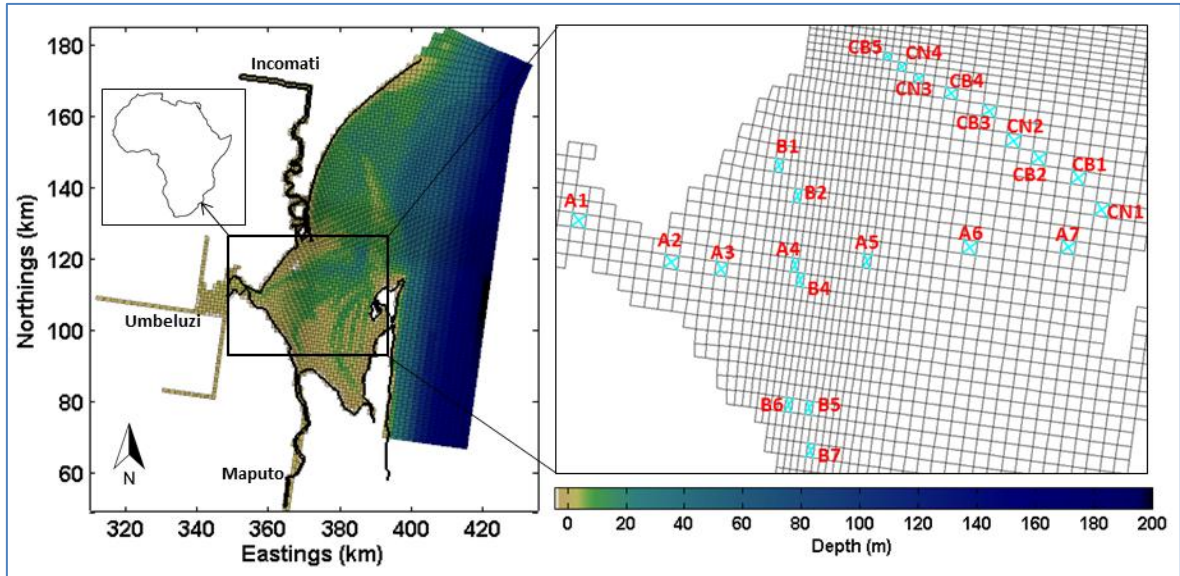 180
160
140
120
100
80
60
Northings (km)
320 340 360 380 400 420
Eastings (km)
Incomati
Umbeluzi
Maputo
N
CB5 CN4
CN3 CB4
CB3 CN2
CB2 CB1
CN1
B1
B2
A1
A2 A3 A4 A5 A6 A7
B4
B6 B5
B7
0 20 40 60 80 100 120 140 160 180 200
Depth (m)